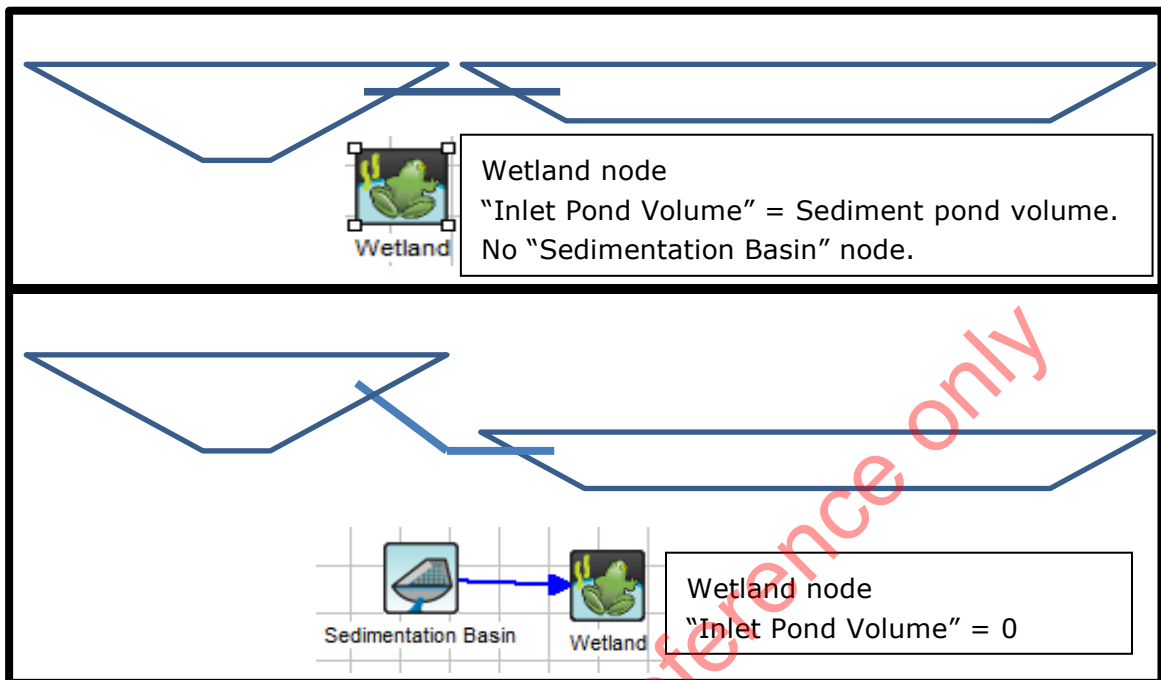 Wetland node
“Inlet Pond Volume” = Sediment pond volume.
No “Sedimentation Basin” node.
Wetland
Sedimentation Basin
Wetland
Wetland node
“Inlet Pond Volume” = 0
reference only